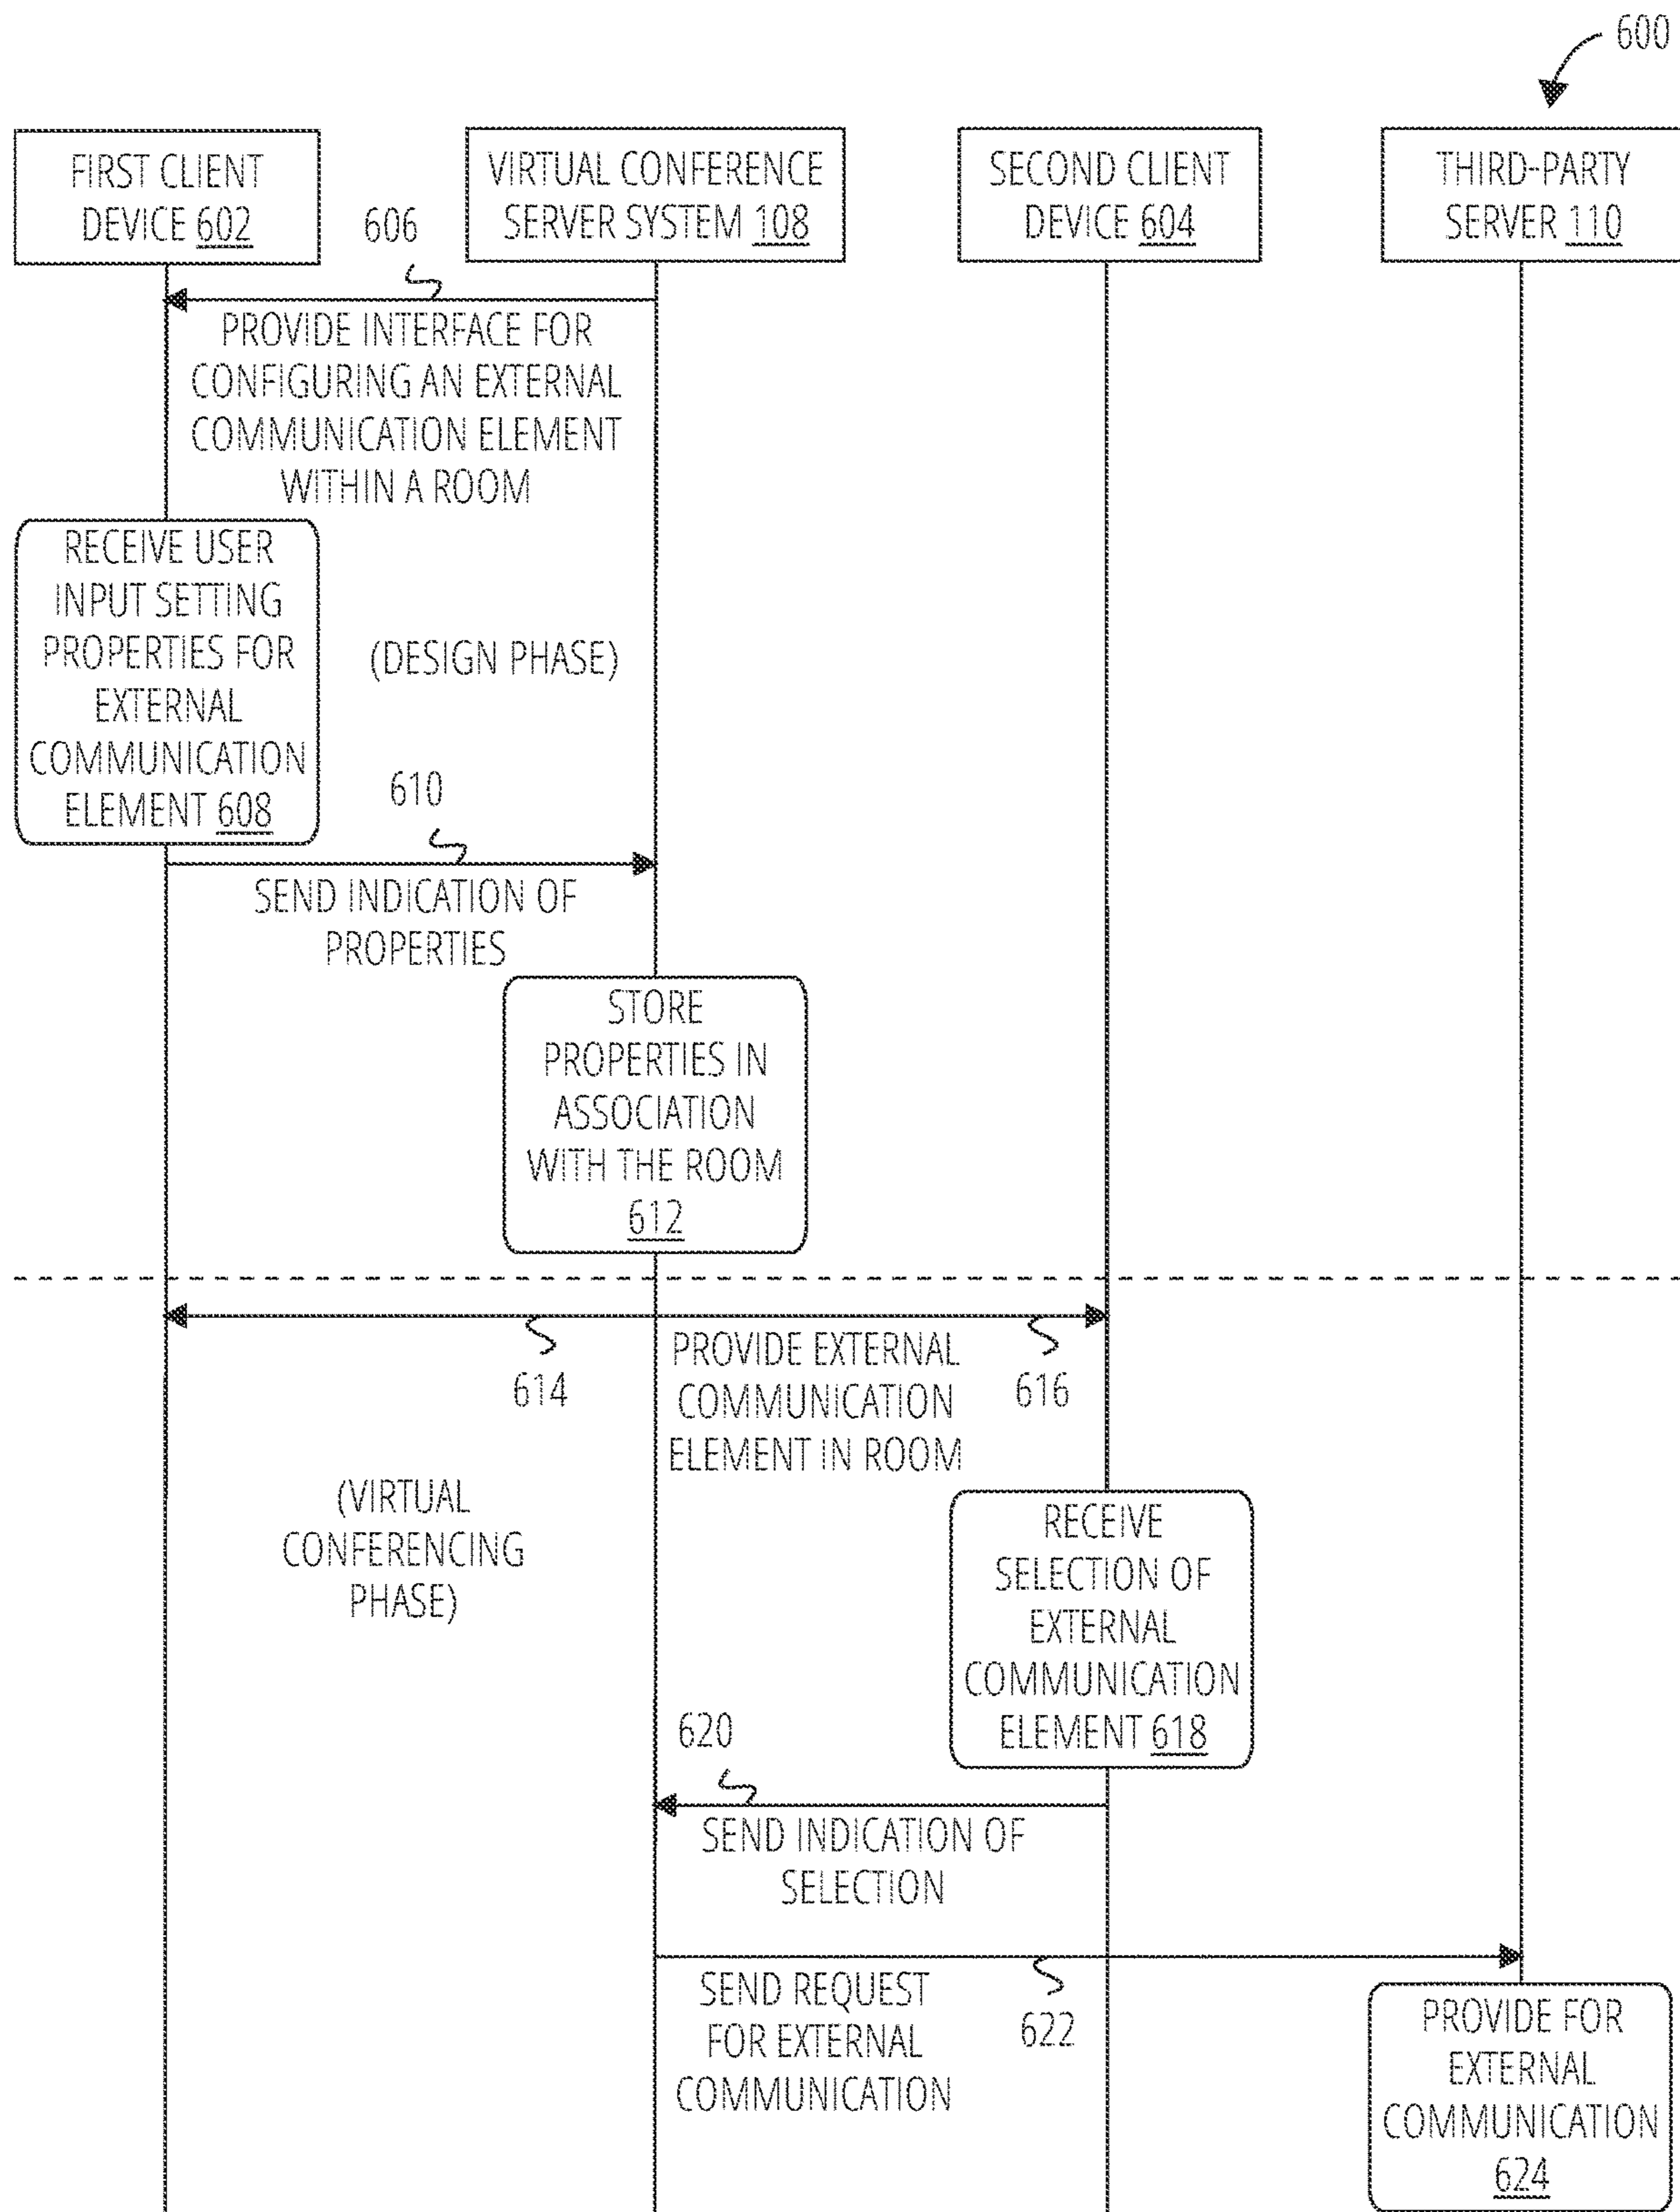 600
FIRST CLIENT
DEVICE 602
VIRTUAL CONFERENCE
SERVER SYSTEM 108
SECOND CLIENT
DEVICE 604
THIRD-PARTY
SERVER 110
606
PROVIDE INTERFACE FOR
CONFIGURING AN EXTERNAL
COMMUNICATION ELEMENT
WITHIN A ROOM
RECEIVE USER
INPUT SETTING
PROPERTIES FOR
EXTERNAL
COMMUNICATION
ELEMENT 608
(DESIGN PHASE)
610
SEND INDICATION OF
PROPERTIES
STORE
PROPERTIES IN
ASSOCIATION
WITH THE ROOM
612
614
PROVIDE EXTERNAL
COMMUNICATION
ELEMENT IN ROOM
616
(VIRTUAL
CONFERENCING
PHASE)
RECEIVE
SELECTION OF
EXTERNAL
COMMUNICATION
ELEMENT 618
620
SEND INDICATION OF
SELECTION
SEND REQUEST
FOR EXTERNAL
COMMUNICATION
622
PROVIDE FOR
EXTERNAL
COMMUNICATION
624